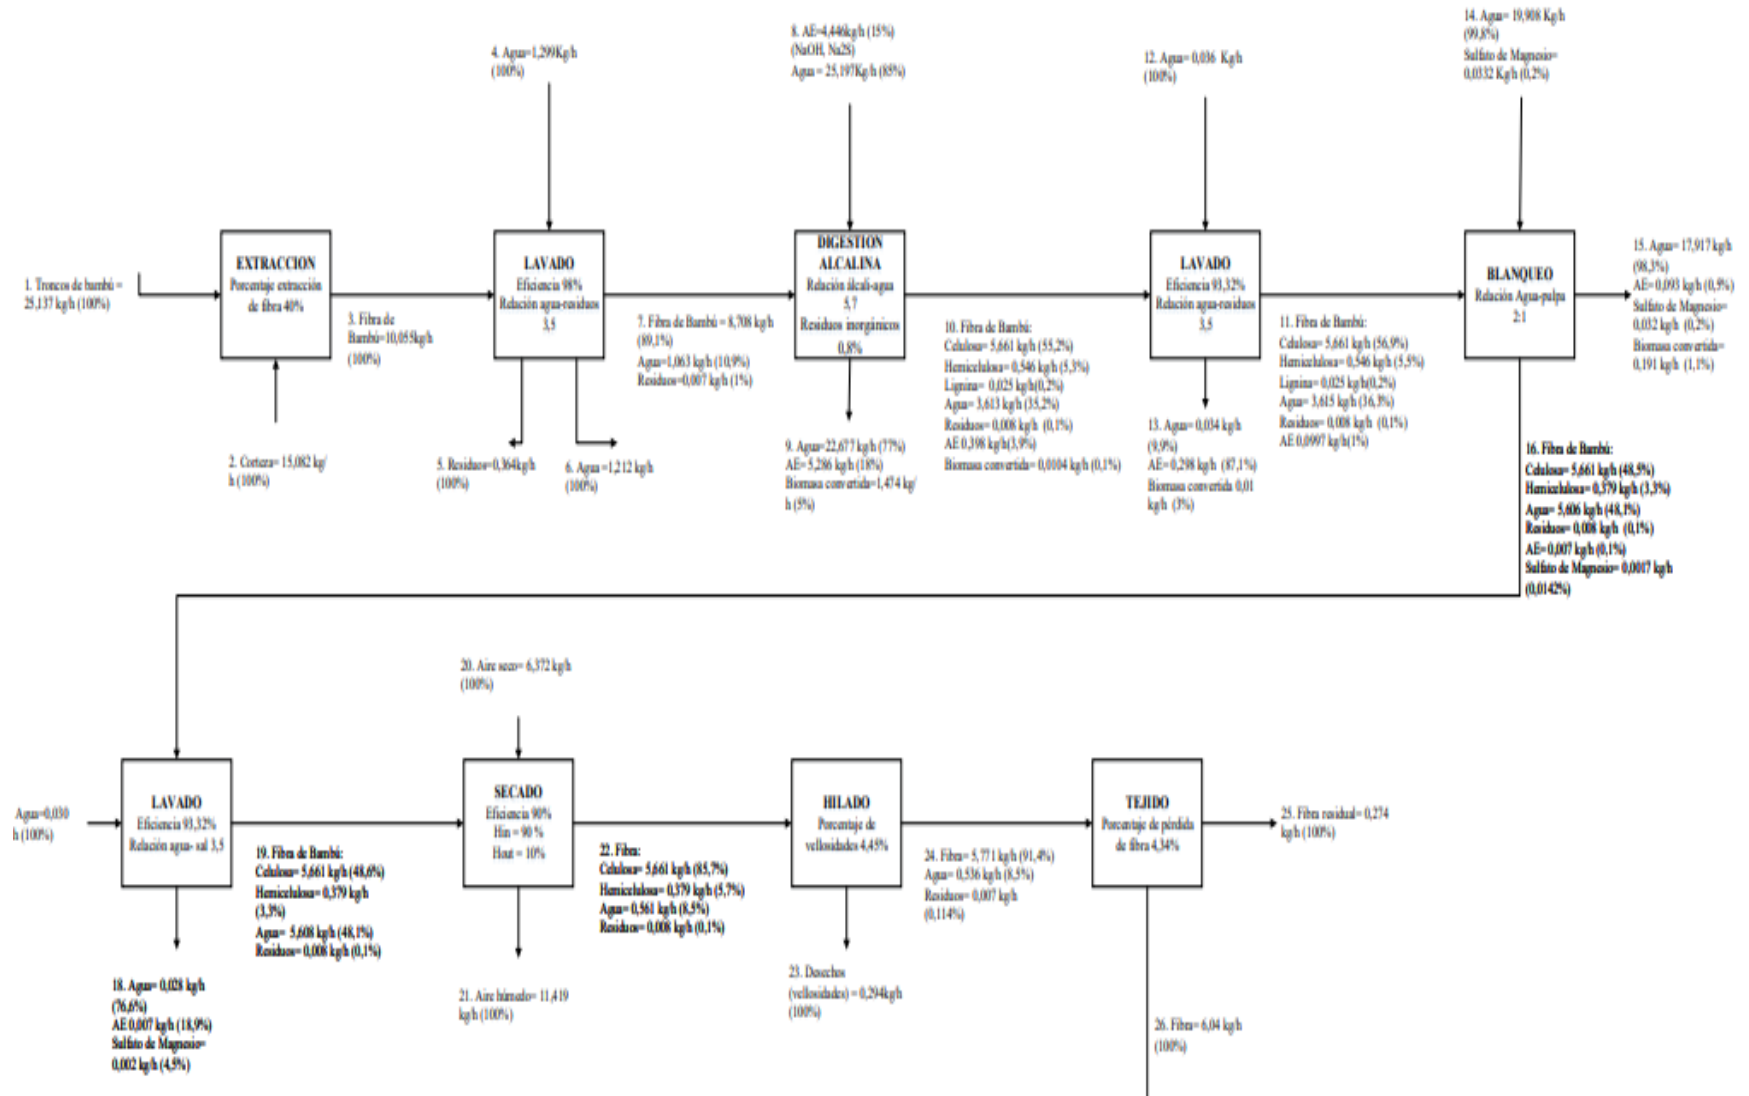 4. Agua=1,299Kg/h
(100%)
8. AE=4,446kg/h (15%)
(NaOH, Na2S)
Agua = 25,197Kg/h (85%)
12. Agua=0,036 Kg/h
(100%)
14. Agua= 19,908 Kg/h
(99,8%)
Sulfato de Magnesio=
0,0332 Kg/h (0,2%)
1. Troncos de bambú =
25,137 kg/h (100%)
EXTRACCION
Porcentaje extracción
de fibra 40%
2. Corteza= 15,082 kg/
h (100%)
3. Fibra de
Bambú=10,055kg/h
(100%)
LAVADO
Eficiencia 98%
Relación agua-residuos
3,5
5. Residuos=0,364kg/h
(100%)
6. Agua =1,212 kg/h
(100%)
7. Fibra de Bambú = 8,708 kg/h
(89,1%)
Agua=1,063 kg/h (10,9%)
Residuos=0,007 kg/h (1%)
DIGESTION
ALCALINA
Relación álcali-agua
5,7
Residuos inorgánicos
0,8%
9. Agua=22,677 kg/h (77%)
AE= 5,286 kg/h (18%)
Biomasa convertida=1,474 kg/
h (5%)
10. Fibra de Bambú:
Celulosa= 5,661 kg/h (55,2%)
Hemicelulosa= 0,546 kg/h (5,3%)
Lignina= 0,025 kg/h(0,2%)
Agua= 3,613 kg/h (35,2%)
Residuos= 0,008 kg/h (0,1%)
AE 0,398 kg/h(3,9%)
Biomasa convertida= 0,0104 kg/h (0,1%)
LAVADO
Eficiencia 93,32%
Relación agua-residuos
3,5
13. Agua= 0,034 kg/h
(9,9%)
AE= 0,298 kg/h (87,1%)
Biomasa convertida 0,01
kg/h (3%)
11. Fibra de Bambú:
Celulosa= 5,661 kg/h (56,9%)
Hemicelulosa= 0,546 kg/h (5,5%)
Lignina= 0,025 kg/h(0,2%)
Agua= 3,615 kg/h (36,3%)
Residuos= 0,008 kg/h (0,1%)
AE 0,0997 kg/h(1%)
BLANQUEO
Relación Agua-pulpa
2:1
15. Agua= 17,917 kg/h
(98,3%)
AE=0,093 kg/h (0,5%)
Sulfato de Magnesio=
0,032 kg/h (0,2%)
Biomasa convertida=
0,191 kg/h (1,1%)
16. Fibra de Bambú:
Celulosa= 5,661 kg/h (48,5%)
Hemicelulosa= 0,379 kg/h (3,3%)
Agua= 5,606 kg/h (48,1%)
Residuos= 0,008 kg/h (0,1%)
AE= 0,007 kg/h (0,1%)
Sulfato de Magnesio= 0,0017 kg/h
(0,0142%)
20. Aire seco= 6,372 kg/h
(100%)
Agua=0,030
h (100%)
LAVADO
Eficiencia 93,32%
Relación agua- sal 3,5
18. Agua= 0,028 kg/h
(76,6%)
AE 0,007 kg/h (18,9%)
Sulfato de Magnesio=
0,002 kg/h (4,5%)
19. Fibra de Bambú:
Celulosa= 5,661 kg/h (48,6%)
Hemicelulosa= 0,379 kg/h
(3,3%)
Agua= 5,608 kg/h (48,1%)
Residuos= 0,008 kg/h (0,1%)
SECADO
Eficiencia 90%
Hin = 90 %
Hout = 10%
21. Aire húmedo= 11,419
kg/h (100%)
22. Fibra:
Celulosa= 5,661 kg/h (85,7%)
Hemicelulosa= 0,379 kg/h (5,7%)
Agua= 0,561 kg/h (8,5%)
Residuos= 0,008 kg/h (0,1%)
HILADO
Porcentaje de
vellosidades 4,45%
23. Desechos
(vellosidades) = 0,294kg/h
(100%)
24. Fibra= 5,771 kg/h (91,4%)
Agua= 0,536 kg/h (8,5%)
Residuos= 0,007 kg/h
(0,114%)
TEJIDO
Porcentaje de pérdida
de fibra 4,34%
25. Fibra residual= 0,274
kg/h (100%)
26. Fibra= 6,04 kg/h
(100%)